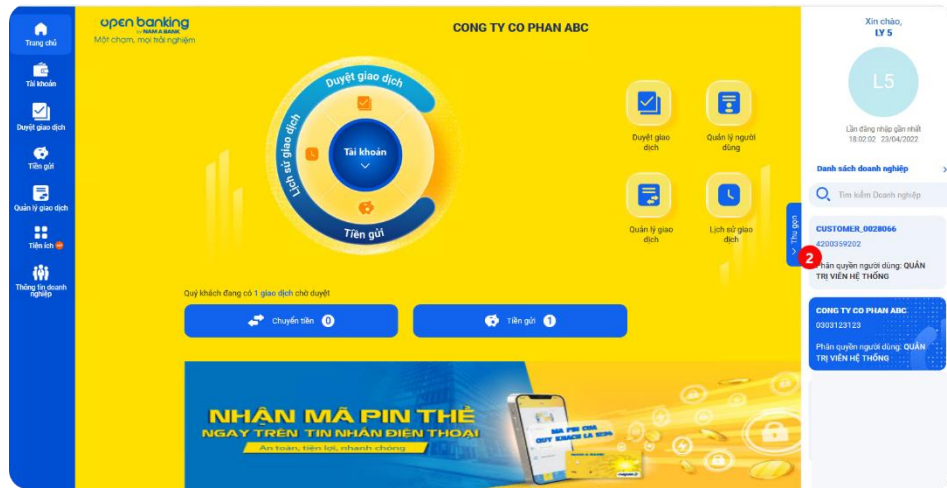 Trang chủ
Tài khoản
Duyệt giao dịch
Tiền gửi
Quản lý giao dịch
Tiện ích
Thông tin doanh
nghiệp
open banking
by NAM A BANK
Một chạm, mọi trải nghiệm
CONG TY CO PHAN ABC
Duyệt giao dịch
Lịch sử giao dịch
Tài khoản
Tiền gửi
Duyệt giao
dịch
Quản lý người
dùng
Quản lý giao
dịch
Lịch sử giao
dịch
Thu gọn
2
Quý khách đang có 1 giao dịch chờ duyệt
Chuyển tiền 0
Tiền gửi 1
NHẬN MÃ PIN THẺ
NGAY TRÊN TIN NHẮN ĐIỆN THOẠI
An toàn, tiện lợi, nhanh chóng
MA PIN CUA
QUY KHACH LA
Xin chào,
LY 5
L5
Lần đăng nhập gần nhất
18:02:02 23/04/2022
Danh sách doanh nghiệp
Tìm kiếm Doanh nghiệp
CUSTOMER_0028066
4200359202
Phân quyền người dùng: QUẢN
TRỊ VIÊN HỆ THỐNG
CONG TY CO PHAN ABC
0303123123
Phân quyền người dùng: QUẢN
TRỊ VIÊN HỆ THỐNG